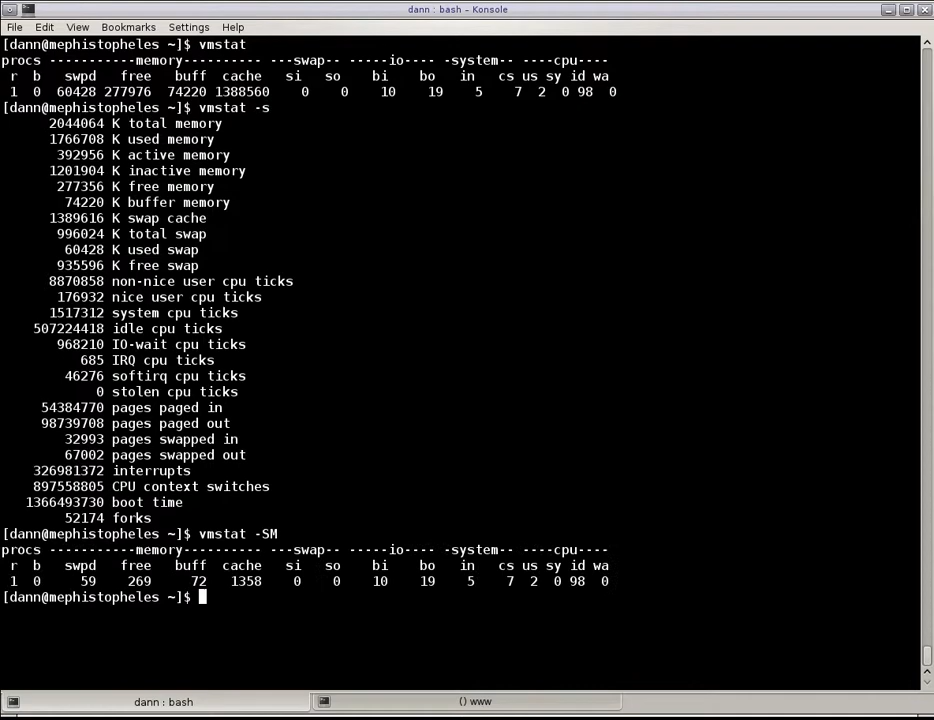 dann : bash - Konsole
File Edit View Bookmarks Settings Help
[dann@mephistopheles ~]$ vmstat
procs -----------memory---------- ---swap-- -----io---- -system-- ----cpu----
 r  b   swpd   free   buff  cache   si   so    bi    bo   in   cs us sy id wa
 1  0  60428 277976  74220 1388560    0    0    10    19    5    7  2  0 98  0
[dann@mephistopheles ~]$ vmstat -s
      2044064 K total memory
      1766708 K used memory
       392956 K active memory
      1201904 K inactive memory
       277356 K free memory
        74220 K buffer memory
      1389616 K swap cache
       996024 K total swap
        60428 K used swap
       935596 K free swap
      8870858 non-nice user cpu ticks
       176932 nice user cpu ticks
      1517312 system cpu ticks
    507224418 idle cpu ticks
       968210 IO-wait cpu ticks
          685 IRQ cpu ticks
        46276 softirq cpu ticks
            0 stolen cpu ticks
     54384770 pages paged in
     98739708 pages paged out
        32993 pages swapped in
        67002 pages swapped out
    326981372 interrupts
    897558805 CPU context switches
   1366493730 boot time
        52174 forks
[dann@mephistopheles ~]$ vmstat -SM
procs -----------memory---------- ---swap-- -----io---- -system-- ----cpu----
 r  b   swpd   free   buff  cache   si   so    bi    bo   in   cs us sy id wa
 1  0     59    269     72   1358    0    0    10    19    5    7  2  0 98  0
[dann@mephistopheles ~]$
dann : bash
() www